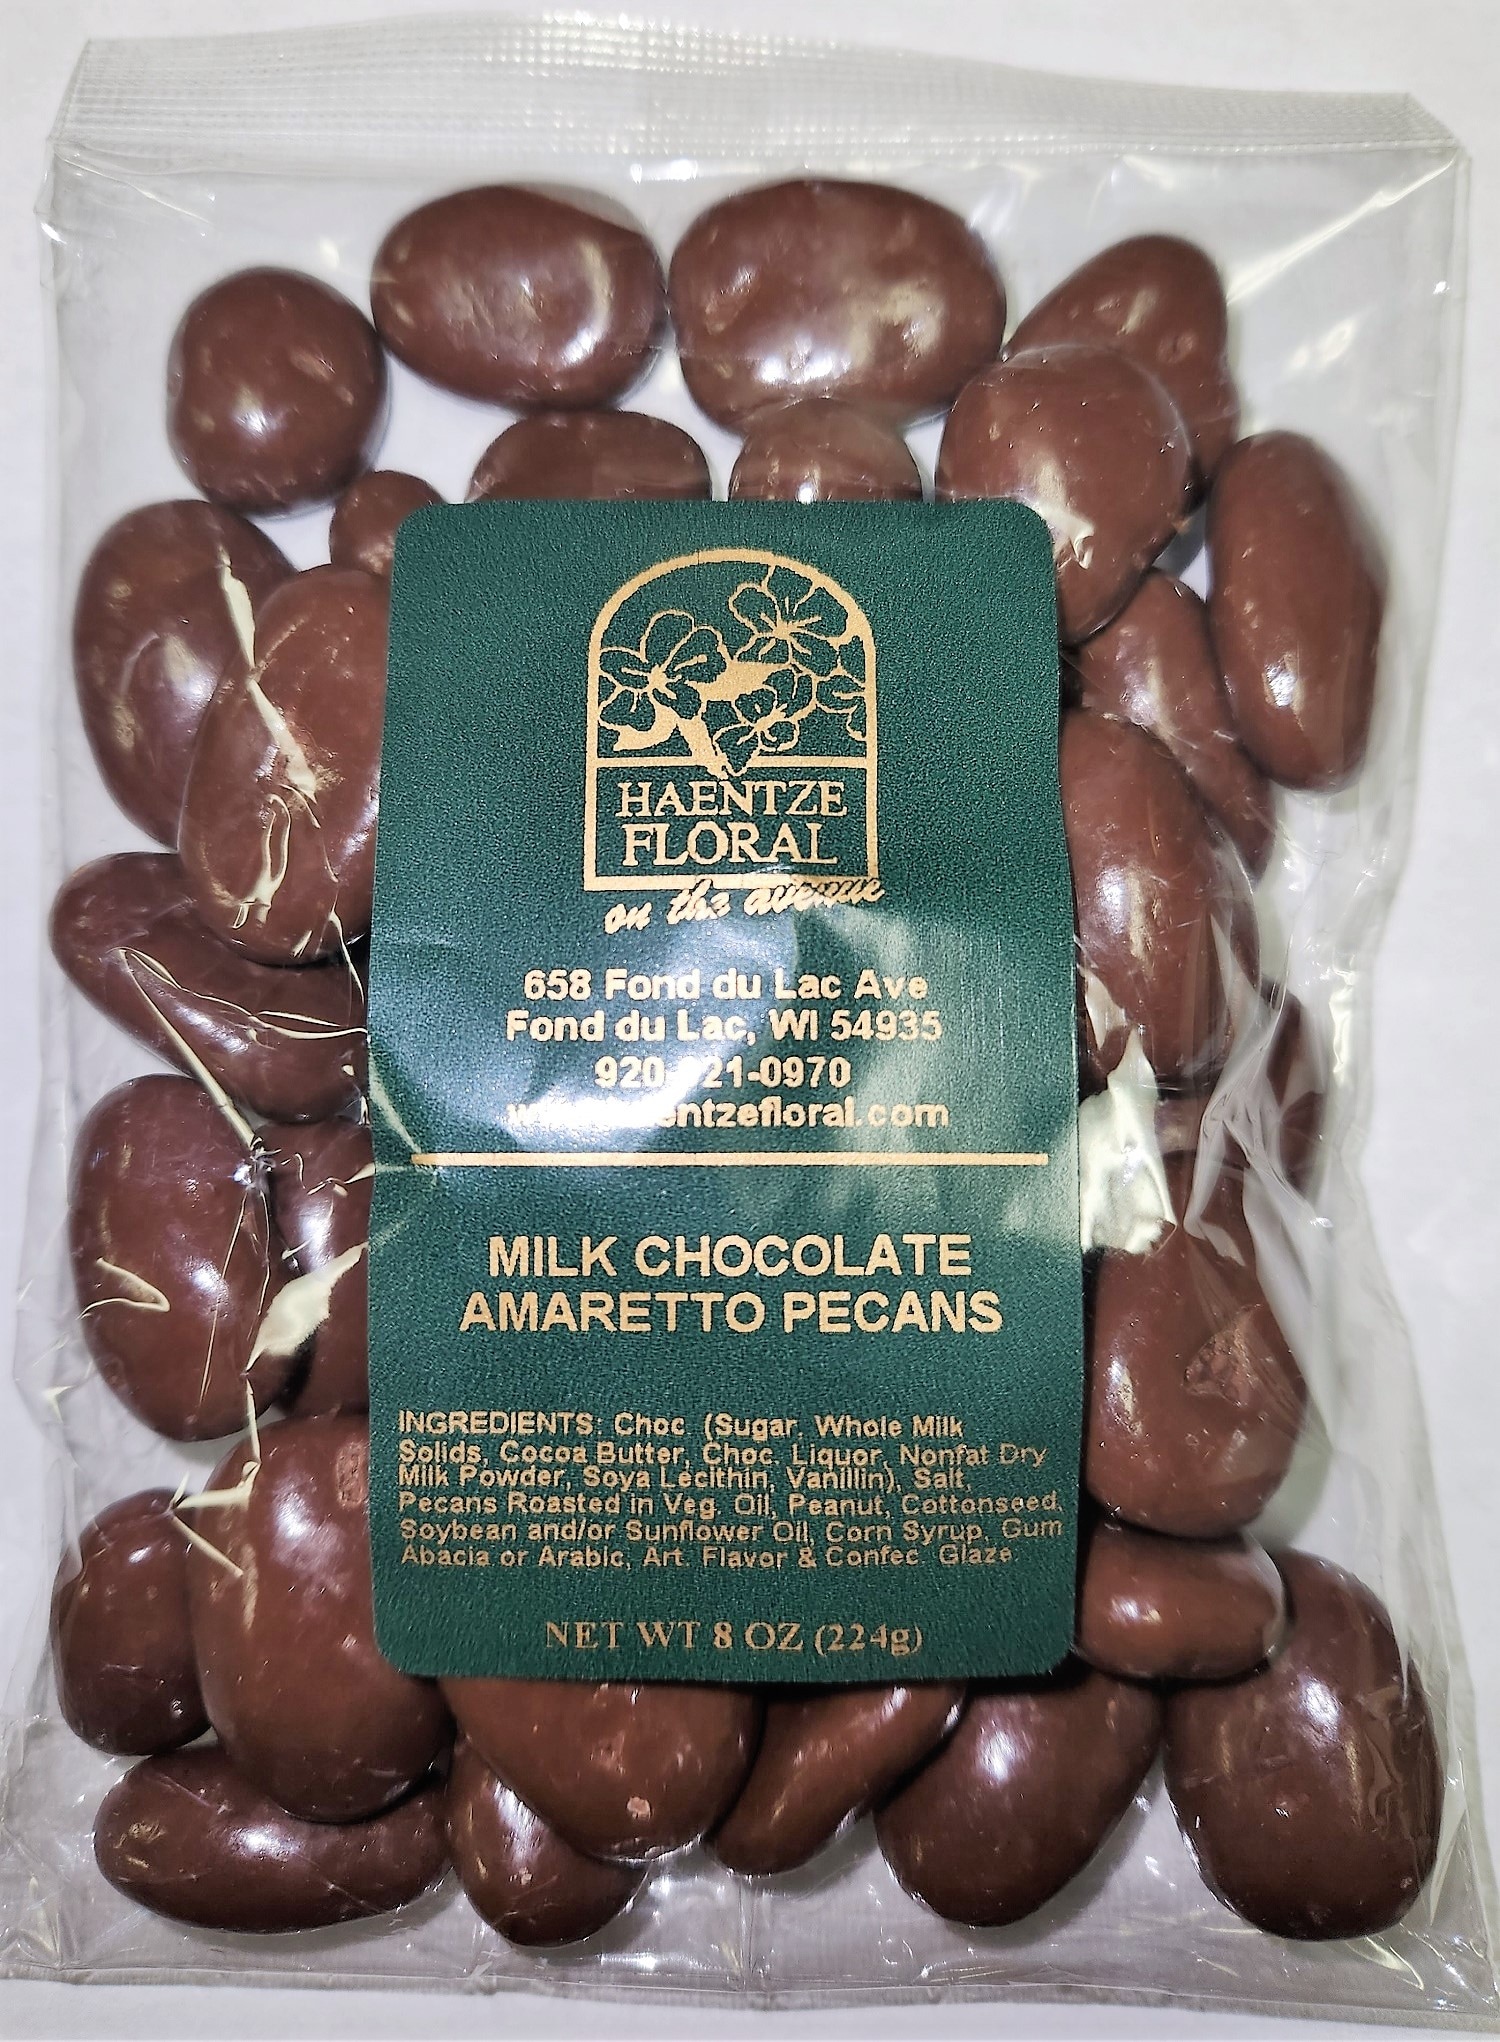 HAENTZE
FLORAL
on the avenue
658 Fond du Lac Ave
Fond du Lac, WI 54935
MILK CHOCOLATE
AMARETTO PECANS
INGREDIENTS: Choc (Sugar, Whole Milk
Solids, Cocoa Butter, Choc. Liquor, Nonfat Dry
Milk Powder, Soya Lecithin, Vanillin), Salt,
Pecans Roasted in Veg. Oil, Peanut, Cottonseed,
Soybean and/or Sunflower Oil, Corn Syrup, Gum
Abacia or Arabic, Art. Flavor & Confec. Glaze
NET WT 8 OZ (224g)